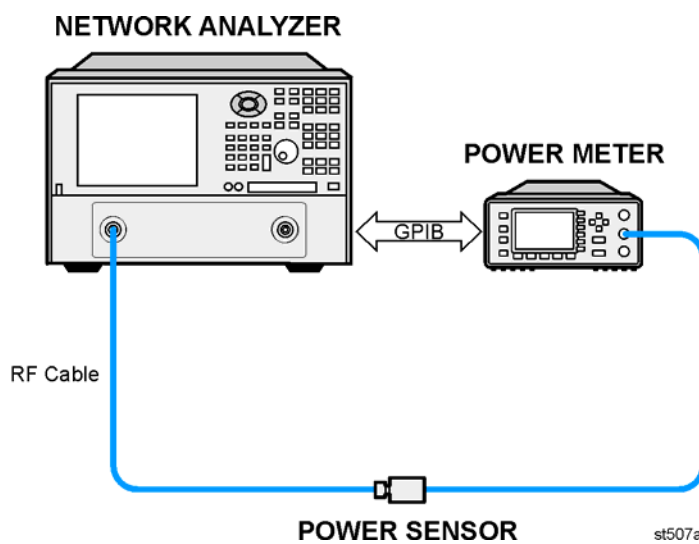 NETWORK ANALYZER
POWER METER
GPIB
RF Cable
POWER SENSOR
st507a